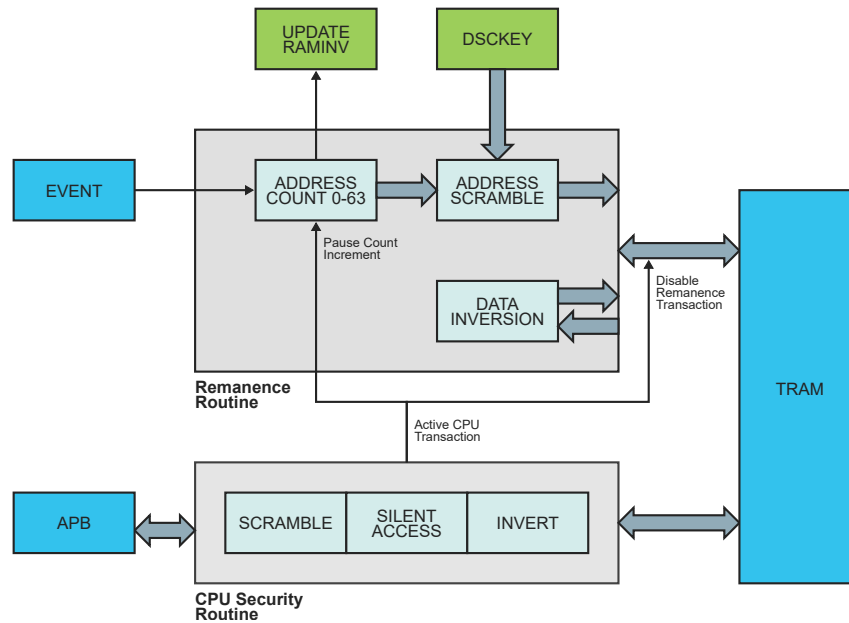 UPDATE
RAMINV
DSCKEY
EVENT
ADDRESS
COUNT 0-63
ADDRESS
SCRAMBLE
Pause Count
Increment
Disable
Remanence
Transaction
DATA
INVERSION
TRAM
Remanence
Routine
Active CPU
Transaction
APB
SCRAMBLE
SILENT
ACCESS
INVERT
CPU Security
Routine